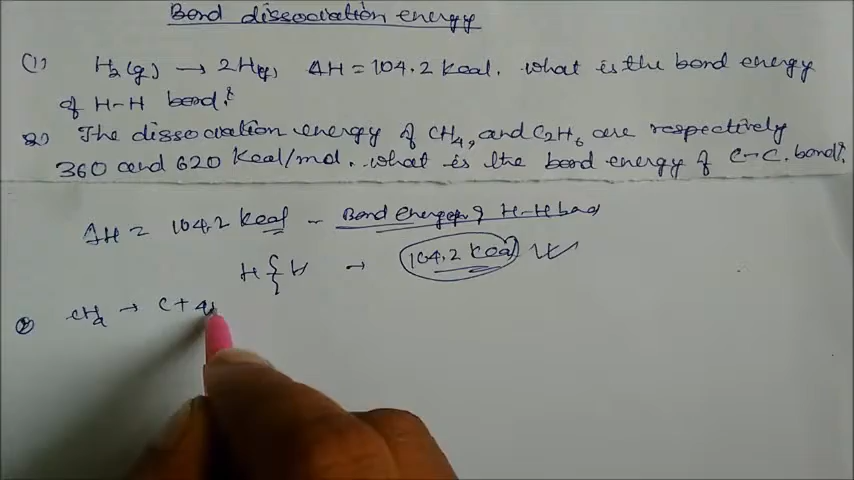 Bond dissociation energy
(1) H₂(g) → 2H(g), ΔH = 104.2 Kcal. what is the bond energy
of H-H bond?
2) The dissociation energy of CH₄, and C₂H₆ are respectively
360 and 620 Kcal/mol. what is the bond energy of C-C. bond?
ΔH = 104.2 Kcal - Bond energy of H-H bond
H } H → 104.2 Kcal
② CH₄ → C + 4